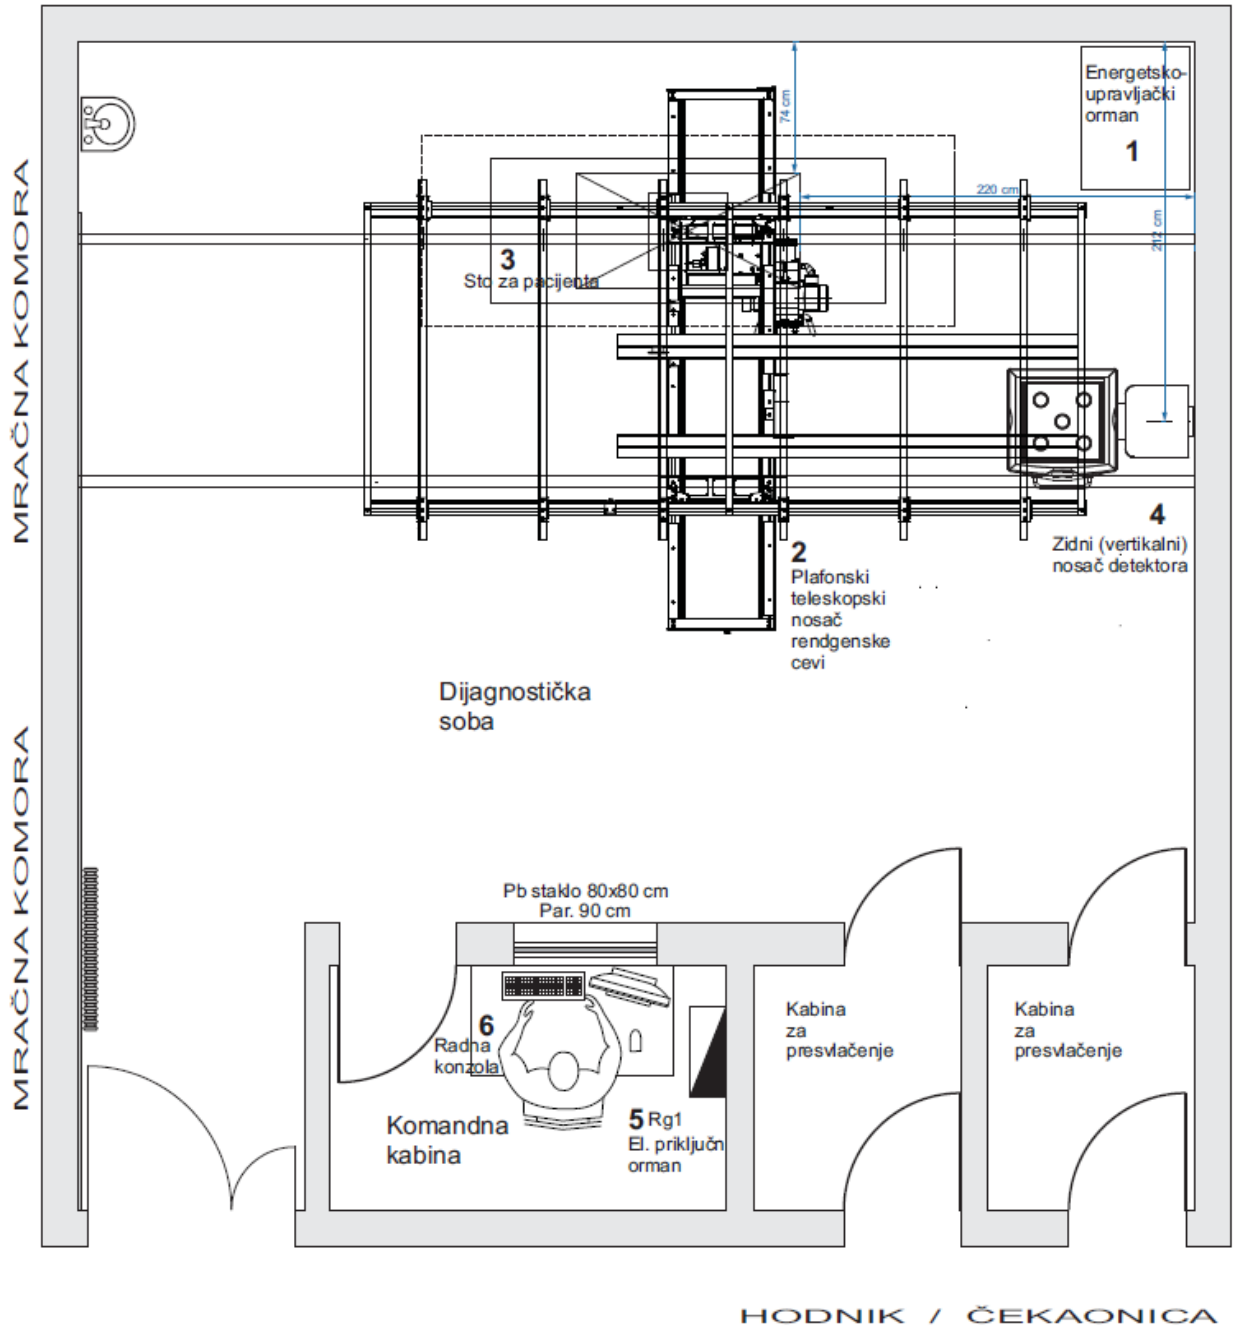 Energetsko-
upravljački
orman
1
74 cm
220 cm
212 cm
3
Sto za pacijenta
MRAČNA KOMORA
4
Zidni (vertikalni)
nosač detektora
2
Plafonski
teleskopski
nosač
rendgenske
cevi
Dijagnostička
soba
MRAČNA KOMORA
Pb staklo 80x80 cm
Par. 90 cm
6
Radna
konzola
Kabina
za
presvlačenje
Kabina
za
presvlačenje
Komandna
kabina
5 Rg1
El. priključn
orman
HODNIK / ČEKAONICA